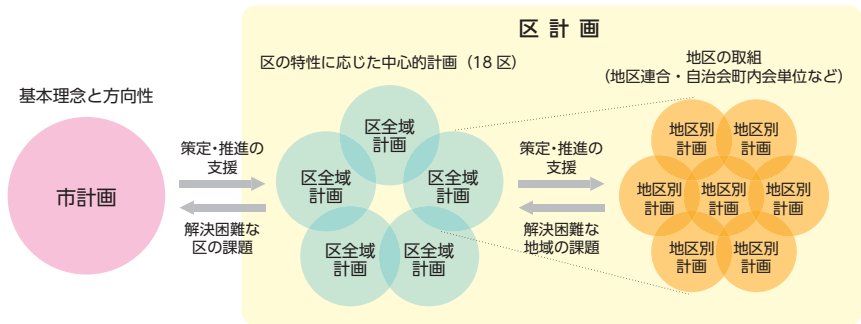 区計画
区の特性に応じた中心的計画（18 区）
地区の取組
（地区連合・自治会町内会単位など）
基本理念と方向性
市計画
策定・推進の
支援
解決困難な
区の課題
区全域
計画
区全域
計画
区全域
計画
区全域
計画
区全域
計画
策定・推進の
支援
解決困難な
地域の課題
地区別
計画
地区別
計画
地区別
計画
地区別
計画
地区別
計画
地区別
計画
地区別
計画